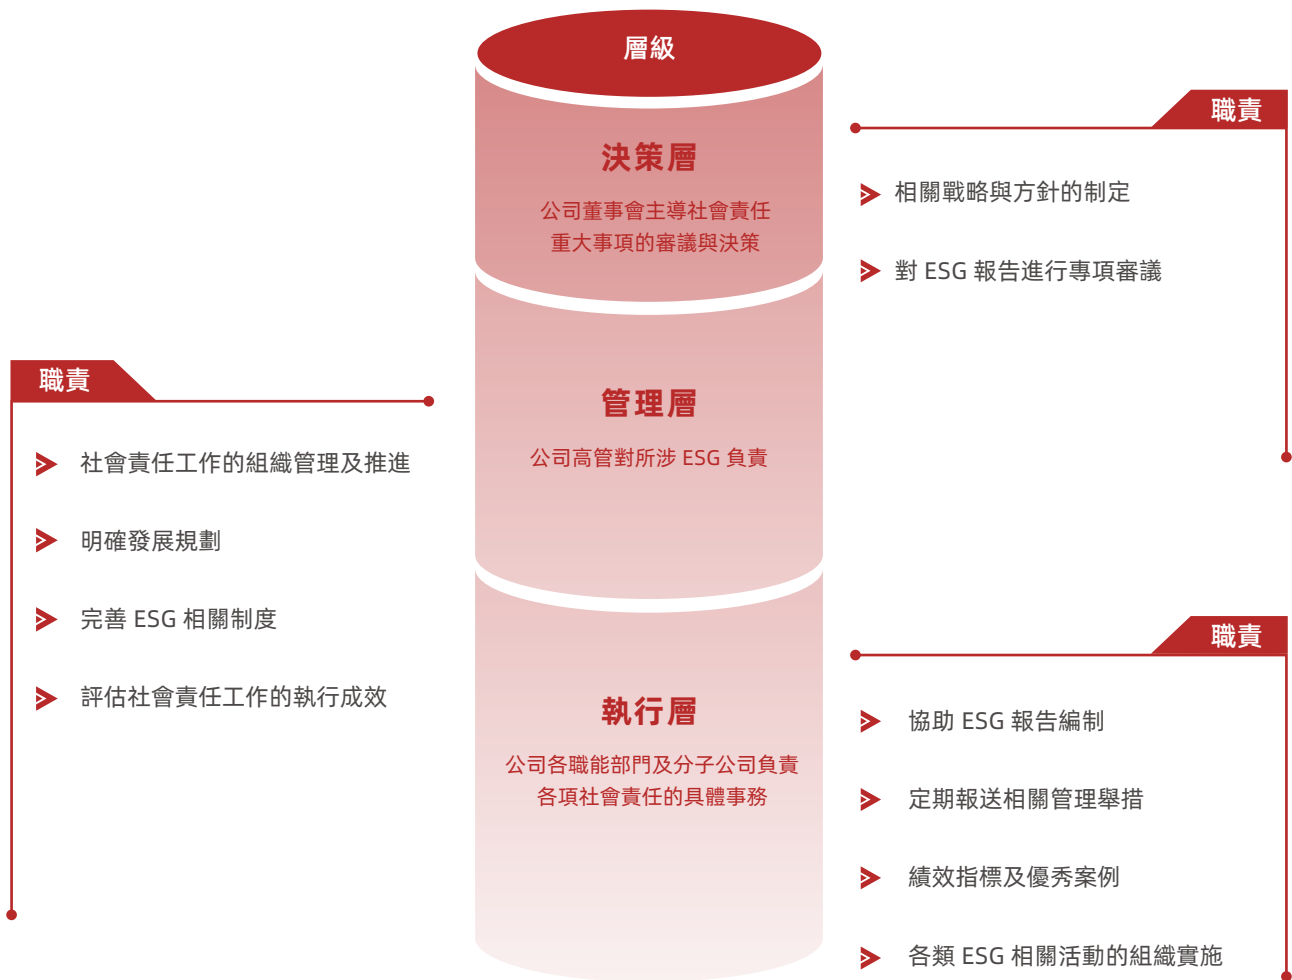 層級
決策層
公司董事會主導社會責任
重大事項的審議與決策
職責
相關戰略與方針的制定
對 ESG 報告進行專項審議
管理層
公司高管對所涉 ESG 負責
職責
社會責任工作的組織管理及推進
明確發展規劃
完善 ESG 相關制度
評估社會責任工作的執行成效
執行層
公司各職能部門及分子公司負責
各項社會責任的具體事務
職責
協助 ESG 報告編制
定期報送相關管理舉措
績效指標及優秀案例
各類 ESG 相關活動的組織實施